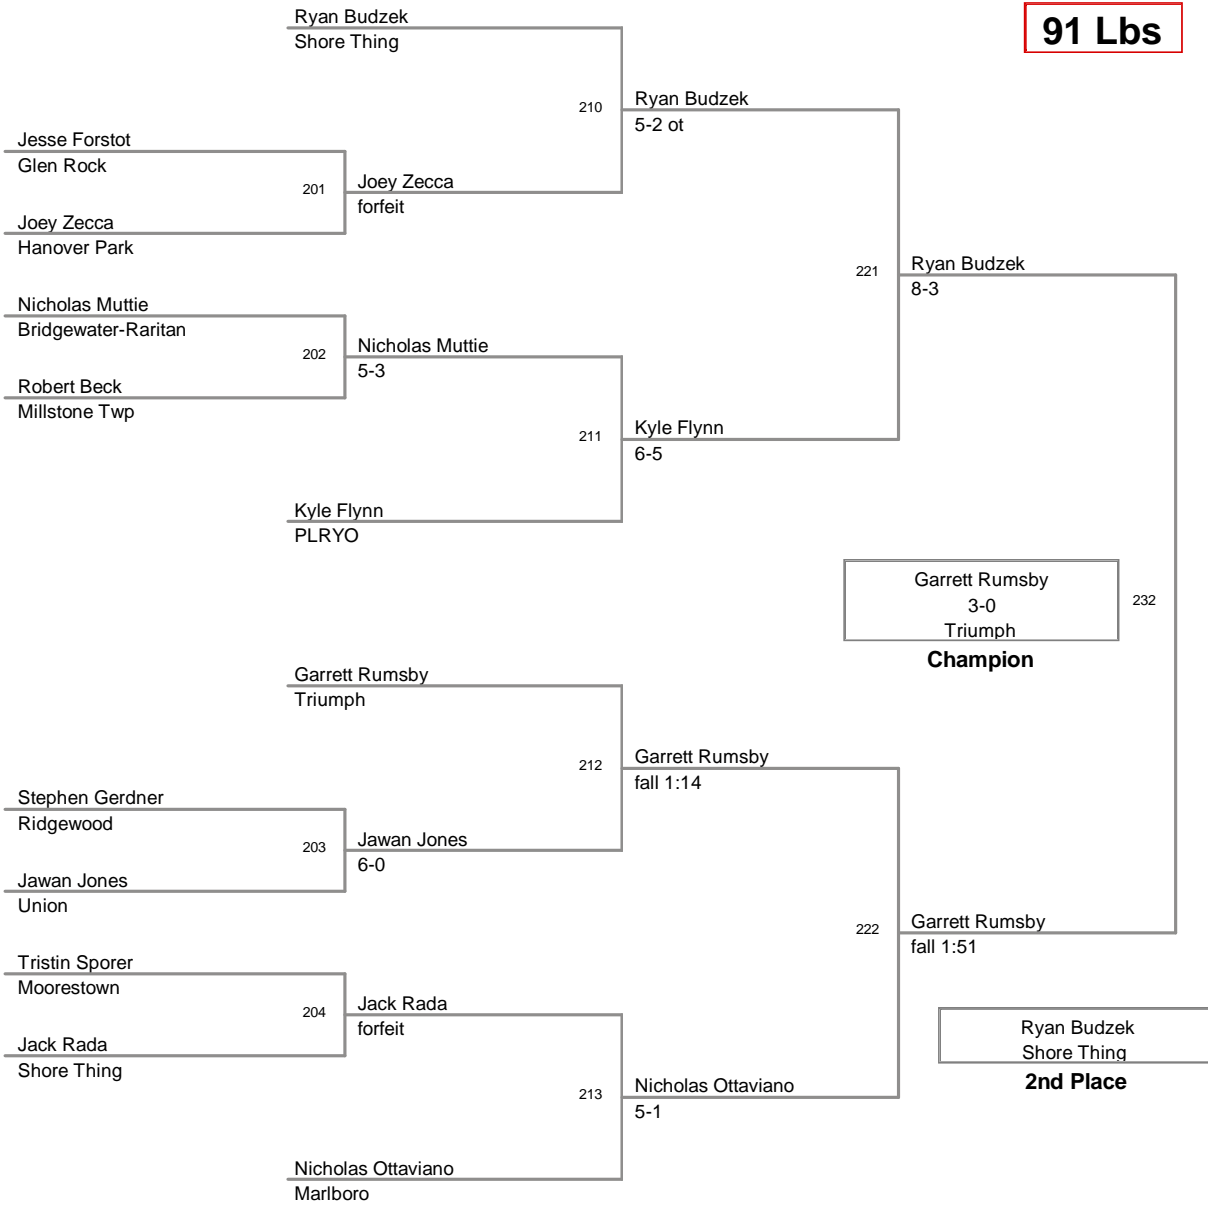 Ryan Budzek
Shore Thing
91 Lbs
210
Ryan Budzek
5-2 ot
Jesse Forstot
Glen Rock
201
Joey Zecca
forfeit
Joey Zecca
Hanover Park
221
Ryan Budzek
8-3
Nicholas Muttie
Bridgewater-Raritan
202
Nicholas Muttie
5-3
Robert Beck
Millstone Twp
211
Kyle Flynn
6-5
Kyle Flynn
PLRYO
Garrett Rumsby
3-0
Triumph
232
Champion
Garrett Rumsby
Triumph
212
Garrett Rumsby
fall 1:14
Stephen Gerdner
Ridgewood
203
Jawan Jones
6-0
Jawan Jones
Union
222
Garrett Rumsby
fall 1:51
Tristin Sporer
Moorestown
204
Jack Rada
forfeit
Jack Rada
Shore Thing
Ryan Budzek
Shore Thing
2nd Place
213
Nicholas Ottaviano
5-1
Nicholas Ottaviano
Marlboro